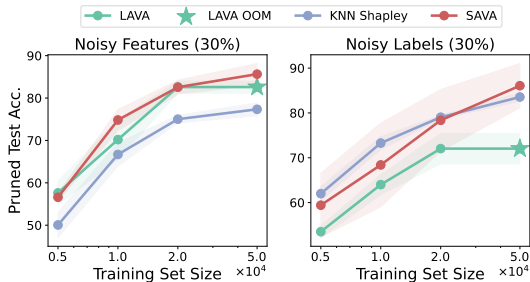 LAVA LAVA OOM KNN Shapley SAVA
Noisy Features (30%)
Noisy Labels (30%)
Pruned Test Acc.
90
80
70
60
50
0.5 1.0 2.0 5.0
×10⁴
Training Set Size
90
80
70
60
0.5 1.0 2.0 5.0
×10⁴
Training Set Size